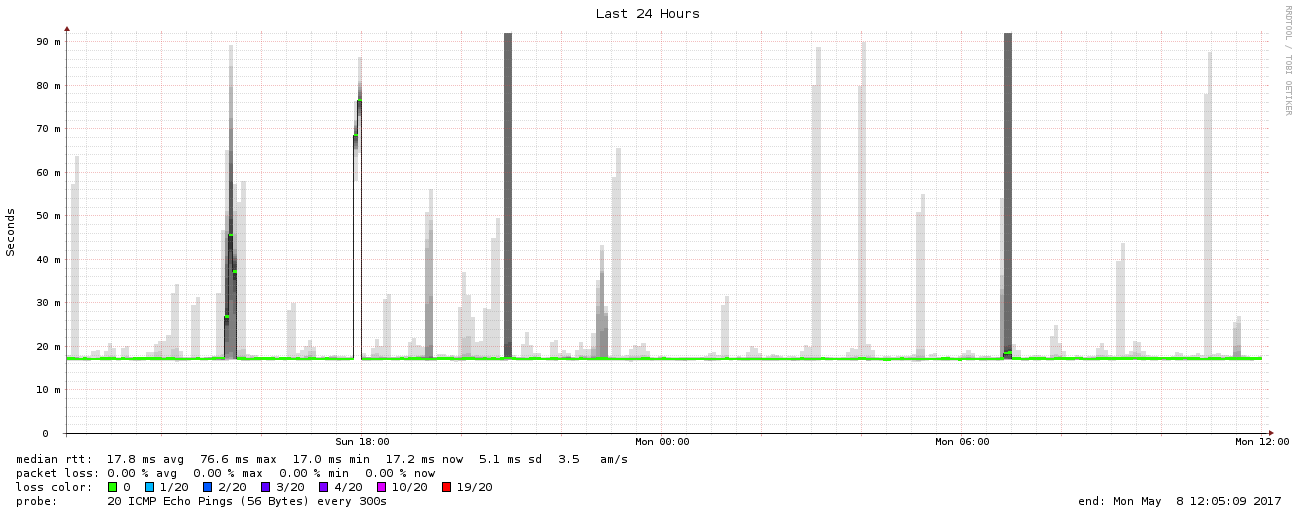 Last 24 Hours
RRDTOOL / TOBI OETIKER
Seconds
90 m
80 m
70 m
60 m
50 m
40 m
30 m
20 m
10 m
0
Sun 18:00 Mon 00:00 Mon 06:00 Mon 12:00
median rtt: 17.8 ms avg 76.6 ms max 17.0 ms min 17.2 ms now 5.1 ms sd 3.5 am/s
packet loss: 0.00 % avg 0.00 % max 0.00 % min 0.00 % now
loss color: 0 1/20 2/20 3/20 4/20 10/20 19/20
probe: 20 ICMP Echo Pings (56 Bytes) every 300s end: Mon May 8 12:05:09 2017